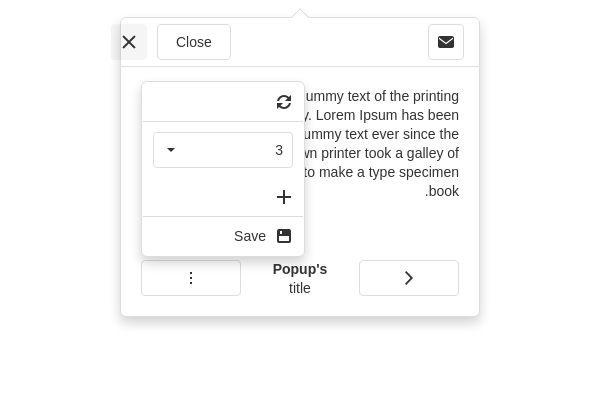 Close
ummy text of the printing
. Lorem Ipsum has been
ummy text ever since the
printer took a galley of
to make a type specimen
.book
3
Save
Popup's
title